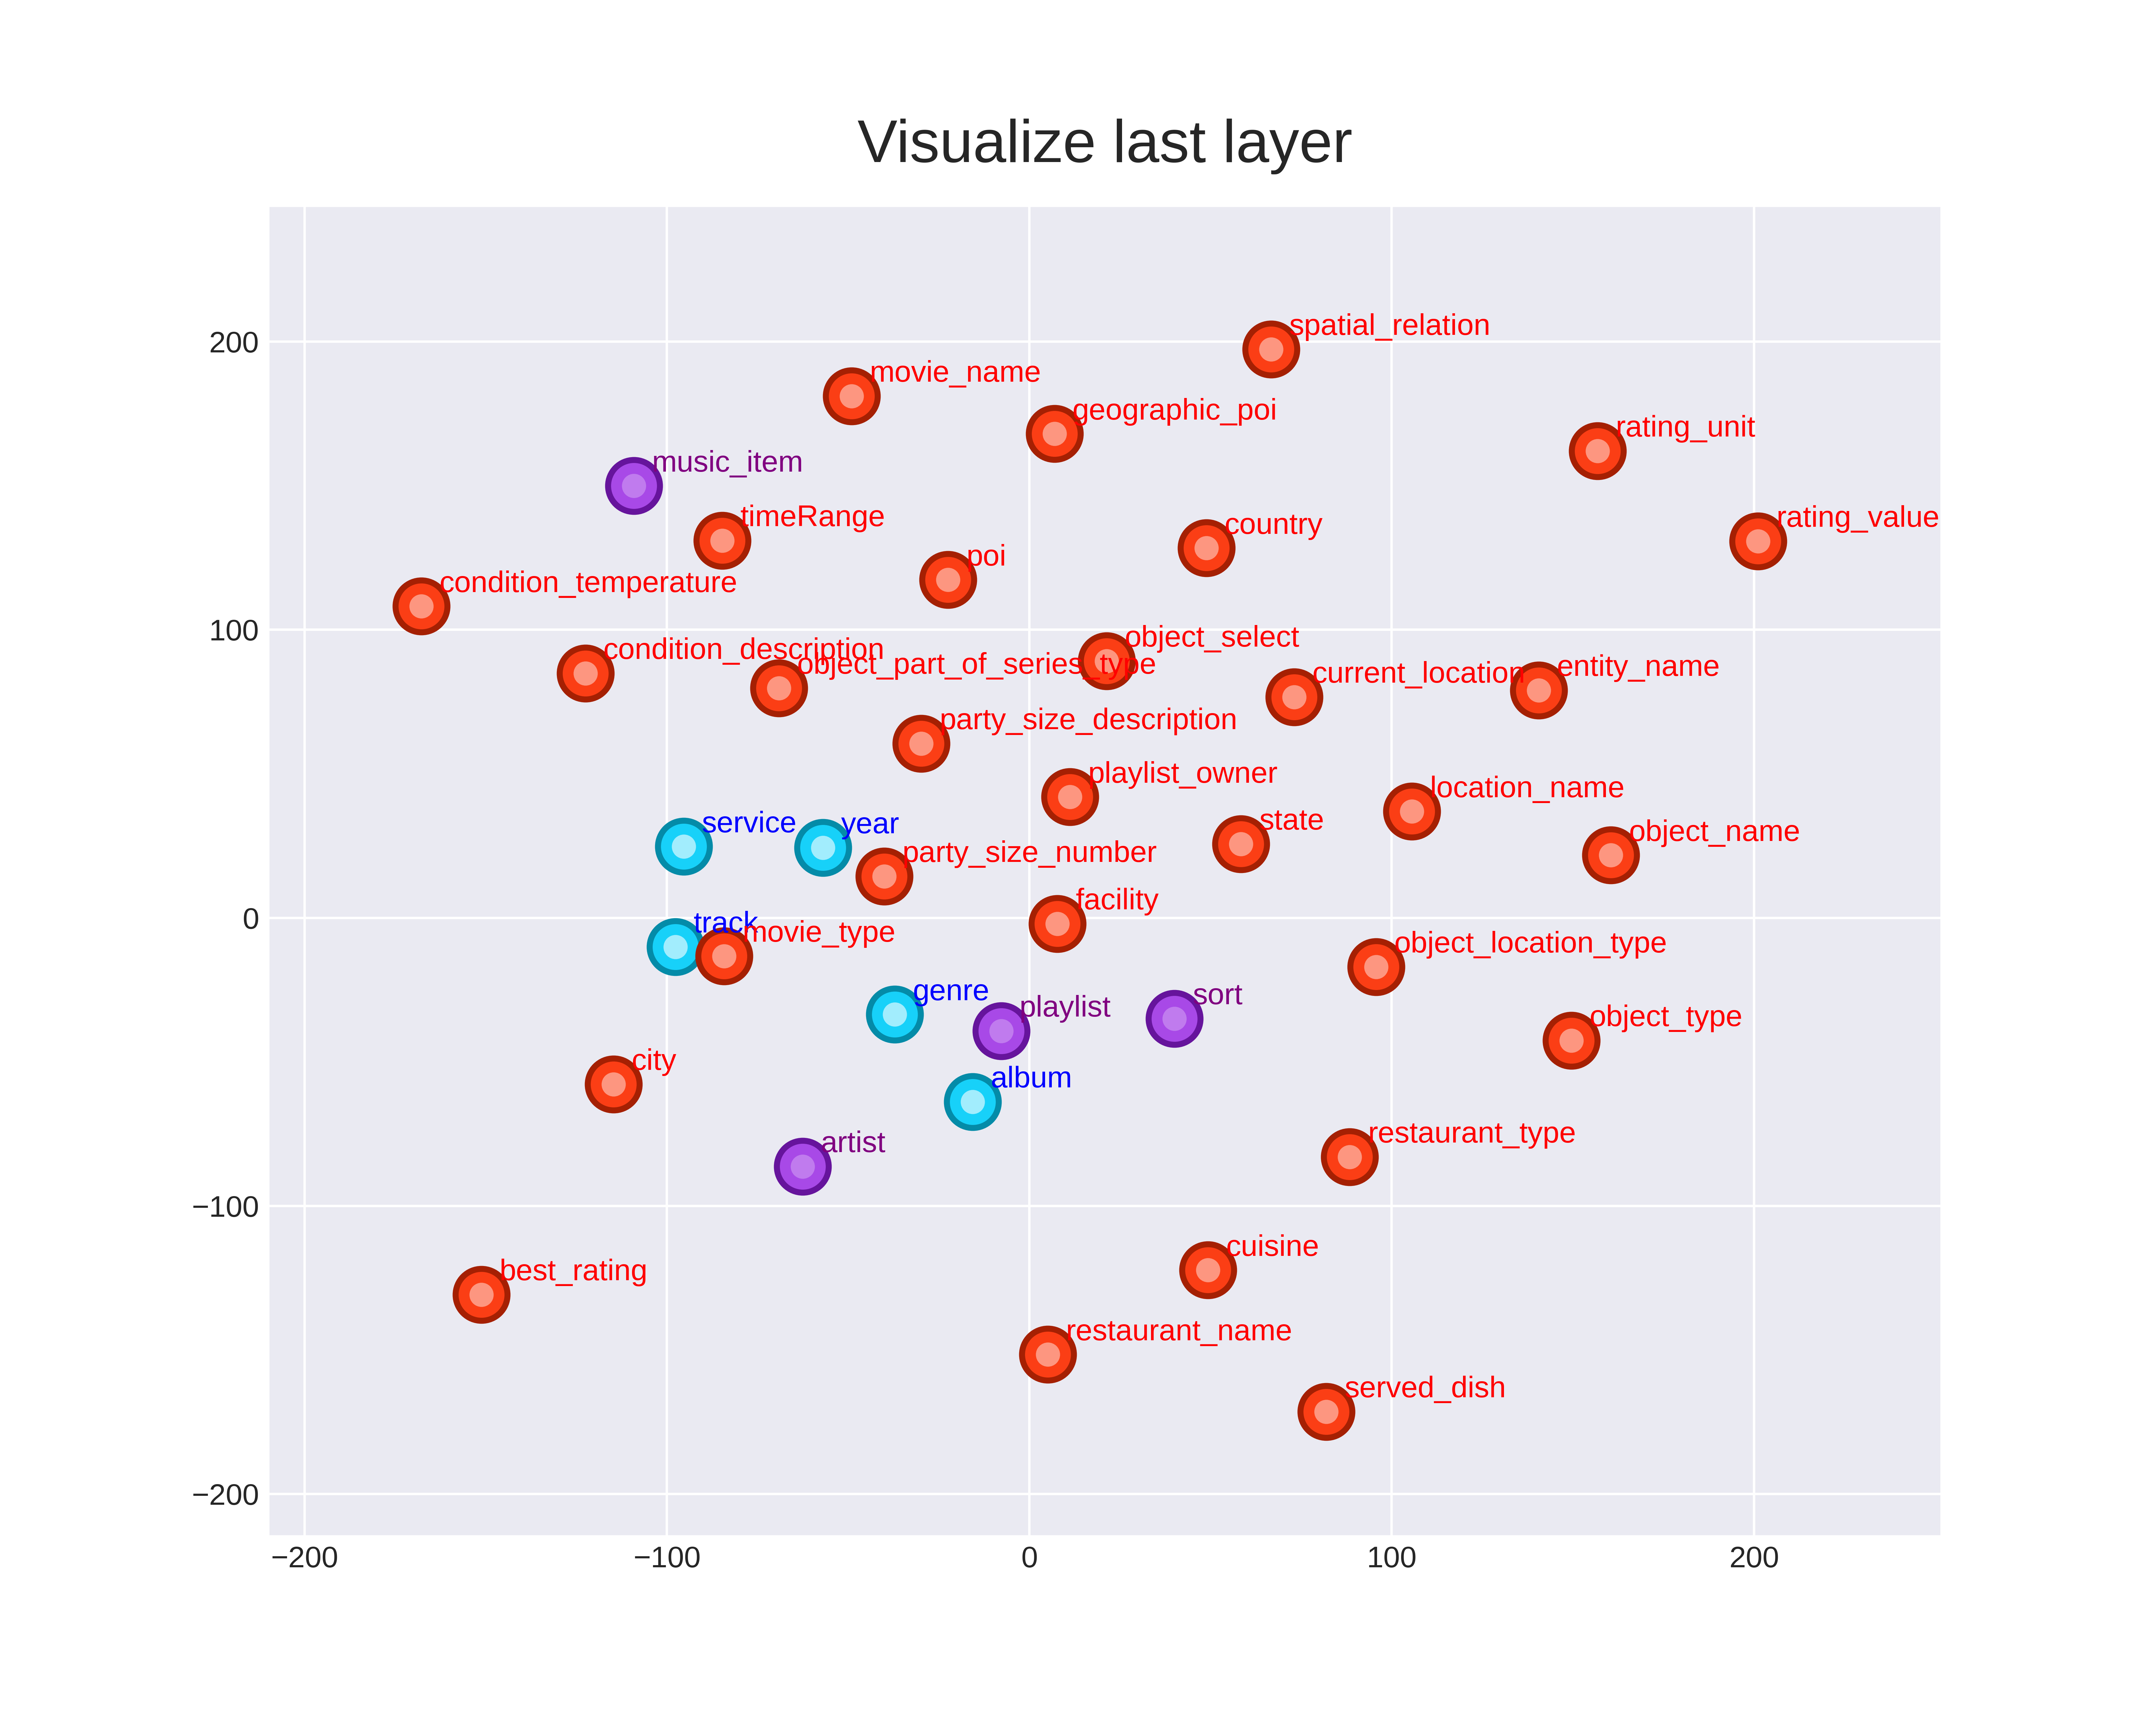 Visualize last layer
spatial_relation
movie_name
geographic_poi
rating_unit
music_item
timeRange
country
rating_value
poi
condition_temperature
object_select
condition_description
object_part_of_series_type
current_location
entity_name
party_size_description
playlist_owner
location_name
service
year
state
object_name
party_size_number
facility
track
movie_type
object_location_type
genre
playlist
sort
object_type
city
album
artist
restaurant_type
cuisine
best_rating
restaurant_name
served_dish
200
100
0
−100
−200
−200
−100
0
100
200